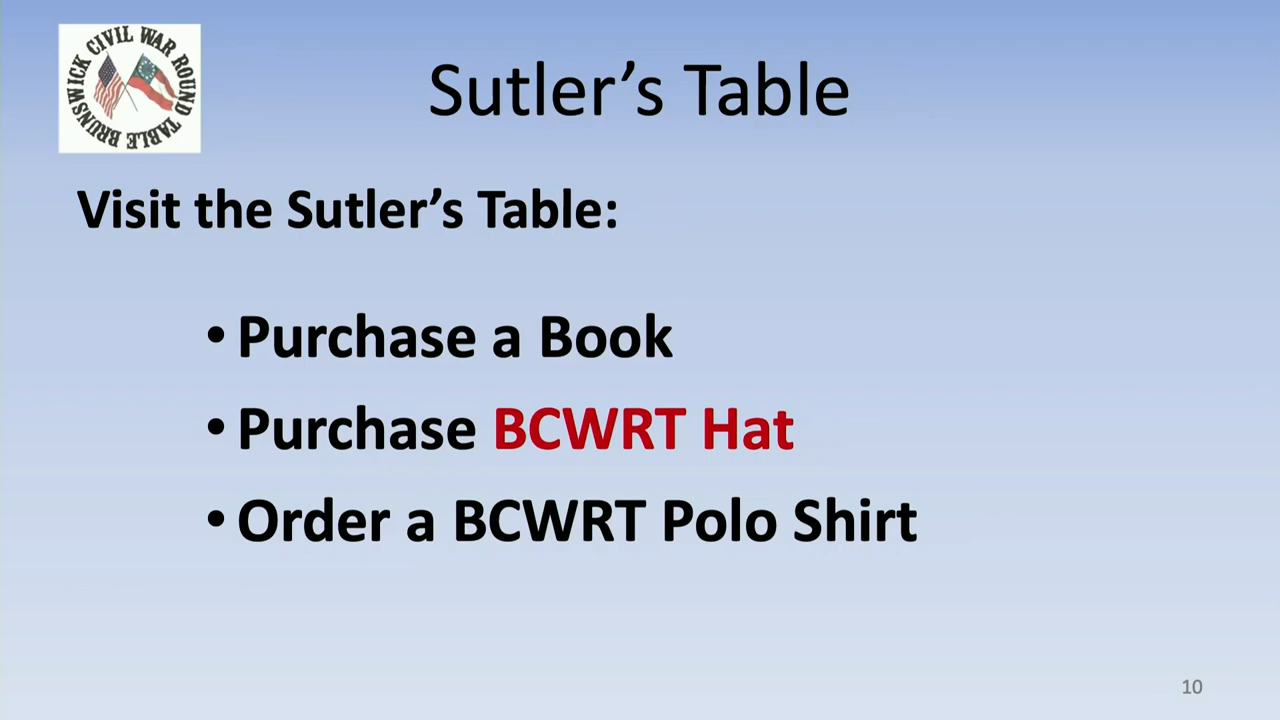 BRUNSWICK CIVIL WAR ROUND TABLE
Sutler’s Table
Visit the Sutler’s Table:
• Purchase a Book
• Purchase BCWRT Hat
• Order a BCWRT Polo Shirt
10